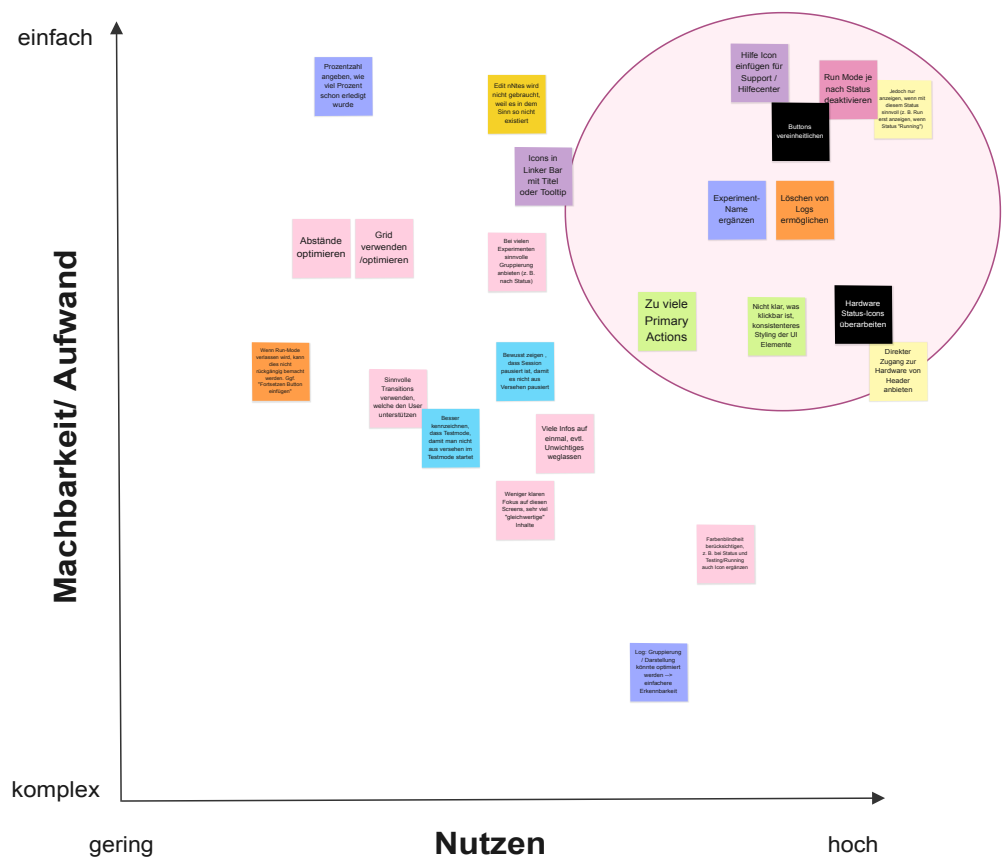 einfach
Hilfe Icon
einfügen für
Support /
Hilfecenter
Prozentzahl
angeben, wie
viel Prozent
schon erledigt
wurde
Run Mode je
nach Status
deaktivieren
Edit nNtes wird
nicht gebraucht,
weil es in dem
Sinn so nicht
existiert
Jedoch nur
anzeigen, wenn mit
diesem Status
sinnvoll (z. B. Run
erst anzeigen, wenn
Status "Running")
Buttons
vereinheitlichen
Icons in
Linker Bar
mit Titel
oder Tooltip
Experiment-
Name
ergänzen
Löschen von
Logs
ermöglichen
Abstände
optimieren
Grid
verwenden
/optimieren
Bei vielen
Experimenten
sinnvolle
Gruppierung
anbieten (z. B.
nach Status)
Zu viele
Primary
Actions
Nicht klar, was
klickbar ist,
konsistenteres
Styling der UI
Elemente
Hardware
Status-Icons
überarbeiten
Direkter
Zugang zur
Hardware von
Header
anbieten
Wann Run-Mode
verlassen wird, kann
dies nicht
rückgängig bemacht
werden. Ggf.
"Fortsetzen Button
einfügen"
Bewusst zeigen ,
dass Session
pausiert ist, damit
es nicht aus
Versehen pausiert
Sinnvolle
Transitions
verwenden,
welche den User
unterstützen
Besser
kennzeichnen,
dass Testmode,
damit man nicht
aus versehen im
Testmode startet
Viele Infos auf
einmal, evtl.
Unwichtiges
weglassen
Weniger klaren
Fokus auf diesen
Screens, sehr viel
"gleichwertige"
Inhalte
Farbenblindheit
berücksichtigen,
z. B. bei Status und
Testing/Running
auch Icon ergänzen
Log: Gruppierung
/ Darstellung
könnte optimiert
werden -->
einfachere
Erkennbarkeit
Machbarkeit/ Aufwand
komplex
gering
Nutzen
hoch